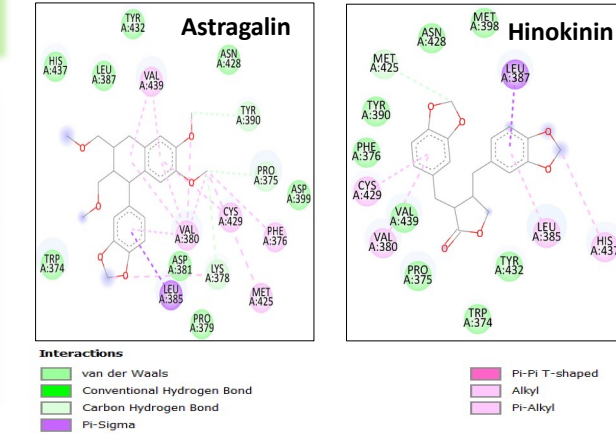 Astragalin
TYR
A:432
ASN
A:428
HIS
A:437
LEU
A:387
VAL
A:439
TYR
A:390
PRO
A:375
ASP
A:399
CYS
A:429
PHE
A:376
VAL
A:380
TRP
A:374
ASP
A:381
LYS
A:378
LEU
A:385
MET
A:425
PRO
A:379
Hinokinin
MET
A:398
ASN
A:428
MET
A:425
LEU
A:387
TYR
A:390
PHE
A:376
CYS
A:429
VAL
A:439
VAL
A:380
LEU
A:385
HIS
A:437
PRO
A:375
TYR
A:432
TRP
A:374
Interactions
van der Waals
Conventional Hydrogen Bond
Carbon Hydrogen Bond
Pi-Sigma
Pi-Pi T-shaped
Alkyl
Pi-Alkyl